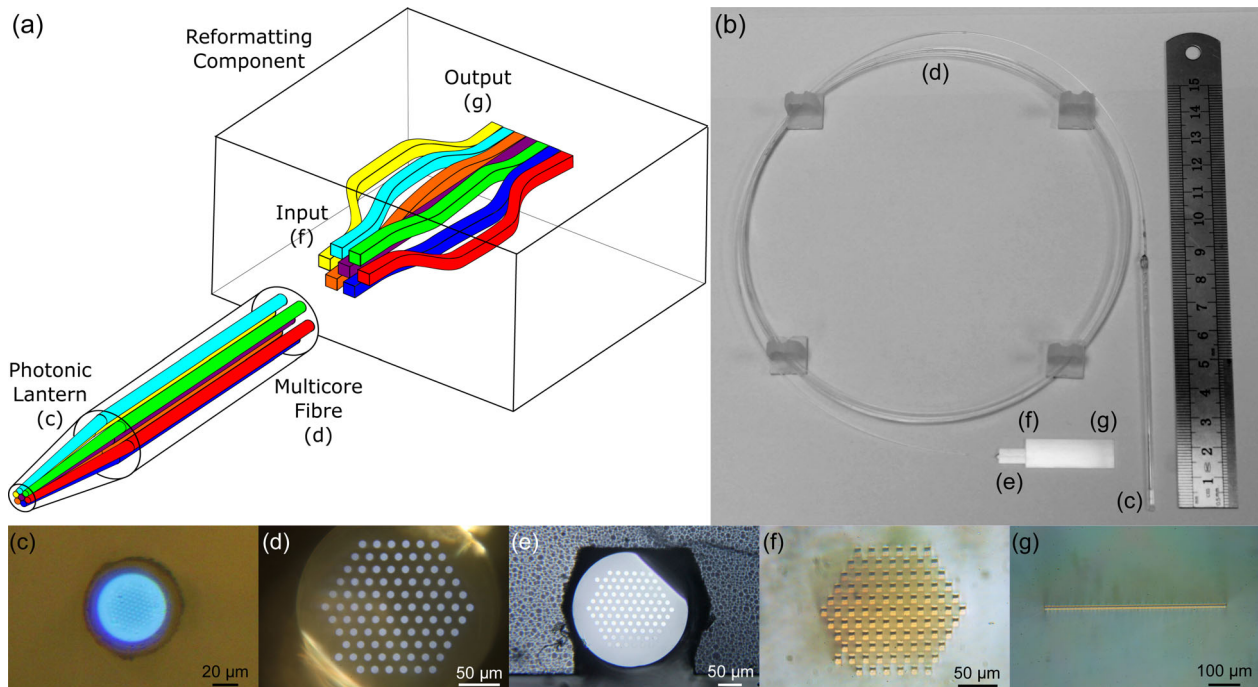 (a)
Reformatting
Component
Output
(g)
Input
(f)
Photonic
Lantern
(c)
Multicore
Fibre
(d)
(b)
(d)
(f)
(g)
(e)
(c)
15
14
13
12
11
10
9
8
7
6
5
4
3
2
1
(c)
20 μm
(d)
50 μm
(e)
50 μm
(f)
50 μm
(g)
100 μm